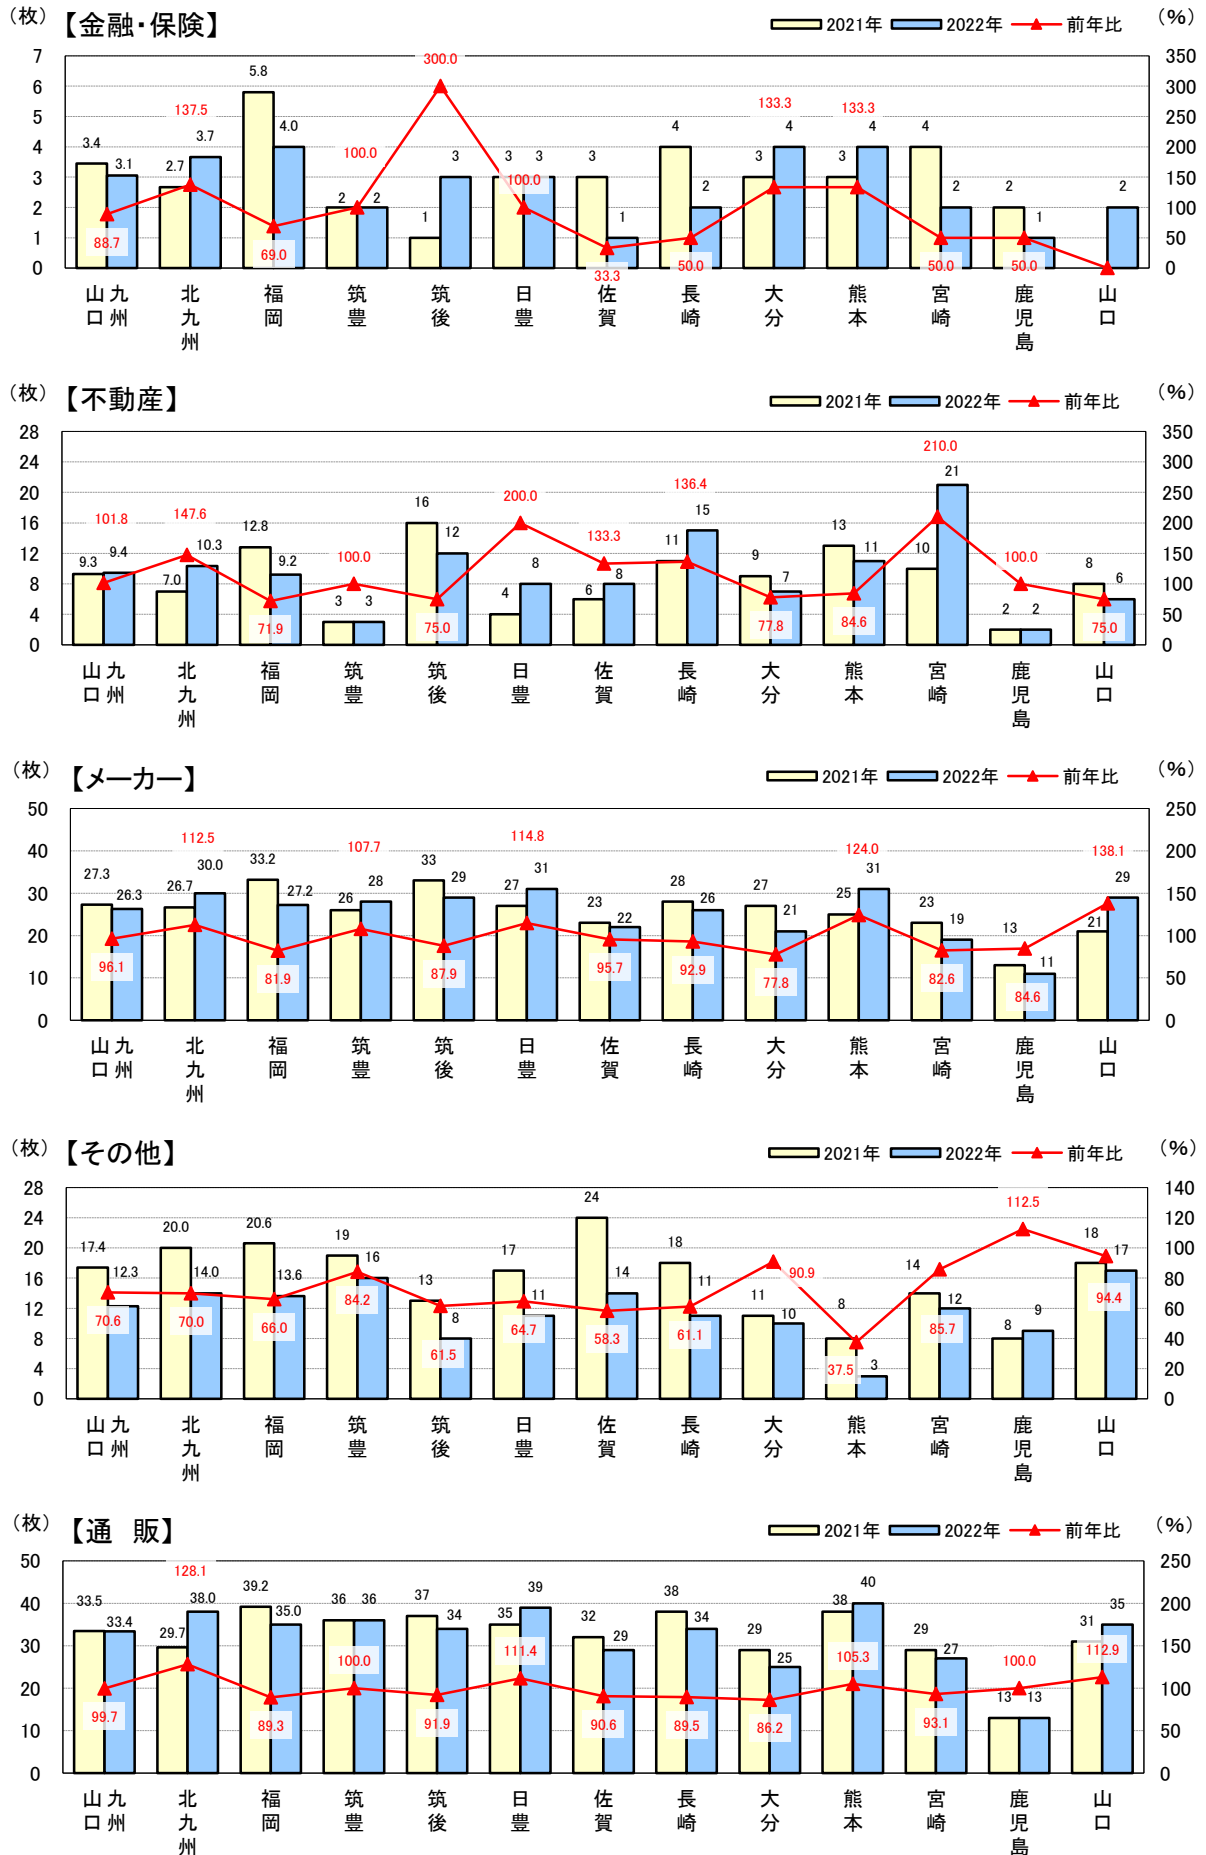 (枚) 【金融・保険】 2021年 2022年 前年比 (%)
7 6 5 4 3 2 1 0
350 300 250 200 150 100 50 0
3.4 3.1 2.7 3.7 5.8 4.0 2 2 1 3 3 3 3 1 4 2 3 4 3 4 4 2 2 1 2
88.7 137.5 69.0 100.0 300.0 100.0 33.3 50.0 133.3 133.3 50.0 50.0
九州山口 北九州 福岡 筑豊 筑後 日豊 佐賀 長崎 大分 熊本 宮崎 鹿児島 山口
(枚) 【不動産】 2021年 2022年 前年比 (%)
28 24 20 16 12 8 4 0
350 300 250 200 150 100 50 0
9.3 9.4 7.0 10.3 12.8 9.2 3 3 16 12 4 8 6 8 11 15 9 7 13 11 10 21 2 2 8 6
101.8 147.6 71.9 100.0 75.0 200.0 133.3 136.4 77.8 84.6 210.0 100.0 75.0
九州山口 北九州 福岡 筑豊 筑後 日豊 佐賀 長崎 大分 熊本 宮崎 鹿児島 山口
(枚) 【メーカー】 2021年 2022年 前年比 (%)
50 40 30 20 10 0
250 200 150 100 50 0
27.3 26.3 26.7 30.0 33.2 27.2 26 28 33 29 27 31 23 22 28 26 27 21 25 31 23 19 13 11 21 29
96.1 112.5 81.9 107.7 87.9 114.8 95.7 92.9 77.8 124.0 82.6 84.6 138.1
九州山口 北九州 福岡 筑豊 筑後 日豊 佐賀 長崎 大分 熊本 宮崎 鹿児島 山口
(枚) 【その他】 2021年 2022年 前年比 (%)
28 24 20 16 12 8 4 0
140 120 100 80 60 40 20 0
17.4 12.3 20.0 14.0 20.6 13.6 19 16 13 8 17 11 24 14 18 11 11 10 8 3 14 12 8 9 18 17
70.6 70.0 66.0 84.2 61.5 64.7 58.3 61.1 90.9 37.5 85.7 112.5 94.4
九州山口 北九州 福岡 筑豊 筑後 日豊 佐賀 長崎 大分 熊本 宮崎 鹿児島 山口
(枚) 【通 販】 2021年 2022年 前年比 (%)
50 40 30 20 10 0
250 200 150 100 50 0
33.5 33.4 29.7 38.0 39.2 35.0 36 36 37 34 35 39 32 29 38 34 29 25 38 40 29 27 13 13 31 35
99.7 128.1 89.3 100.0 91.9 111.4 90.6 89.5 86.2 105.3 93.1 100.0 112.9
九州山口 北九州 福岡 筑豊 筑後 日豊 佐賀 長崎 大分 熊本 宮崎 鹿児島 山口